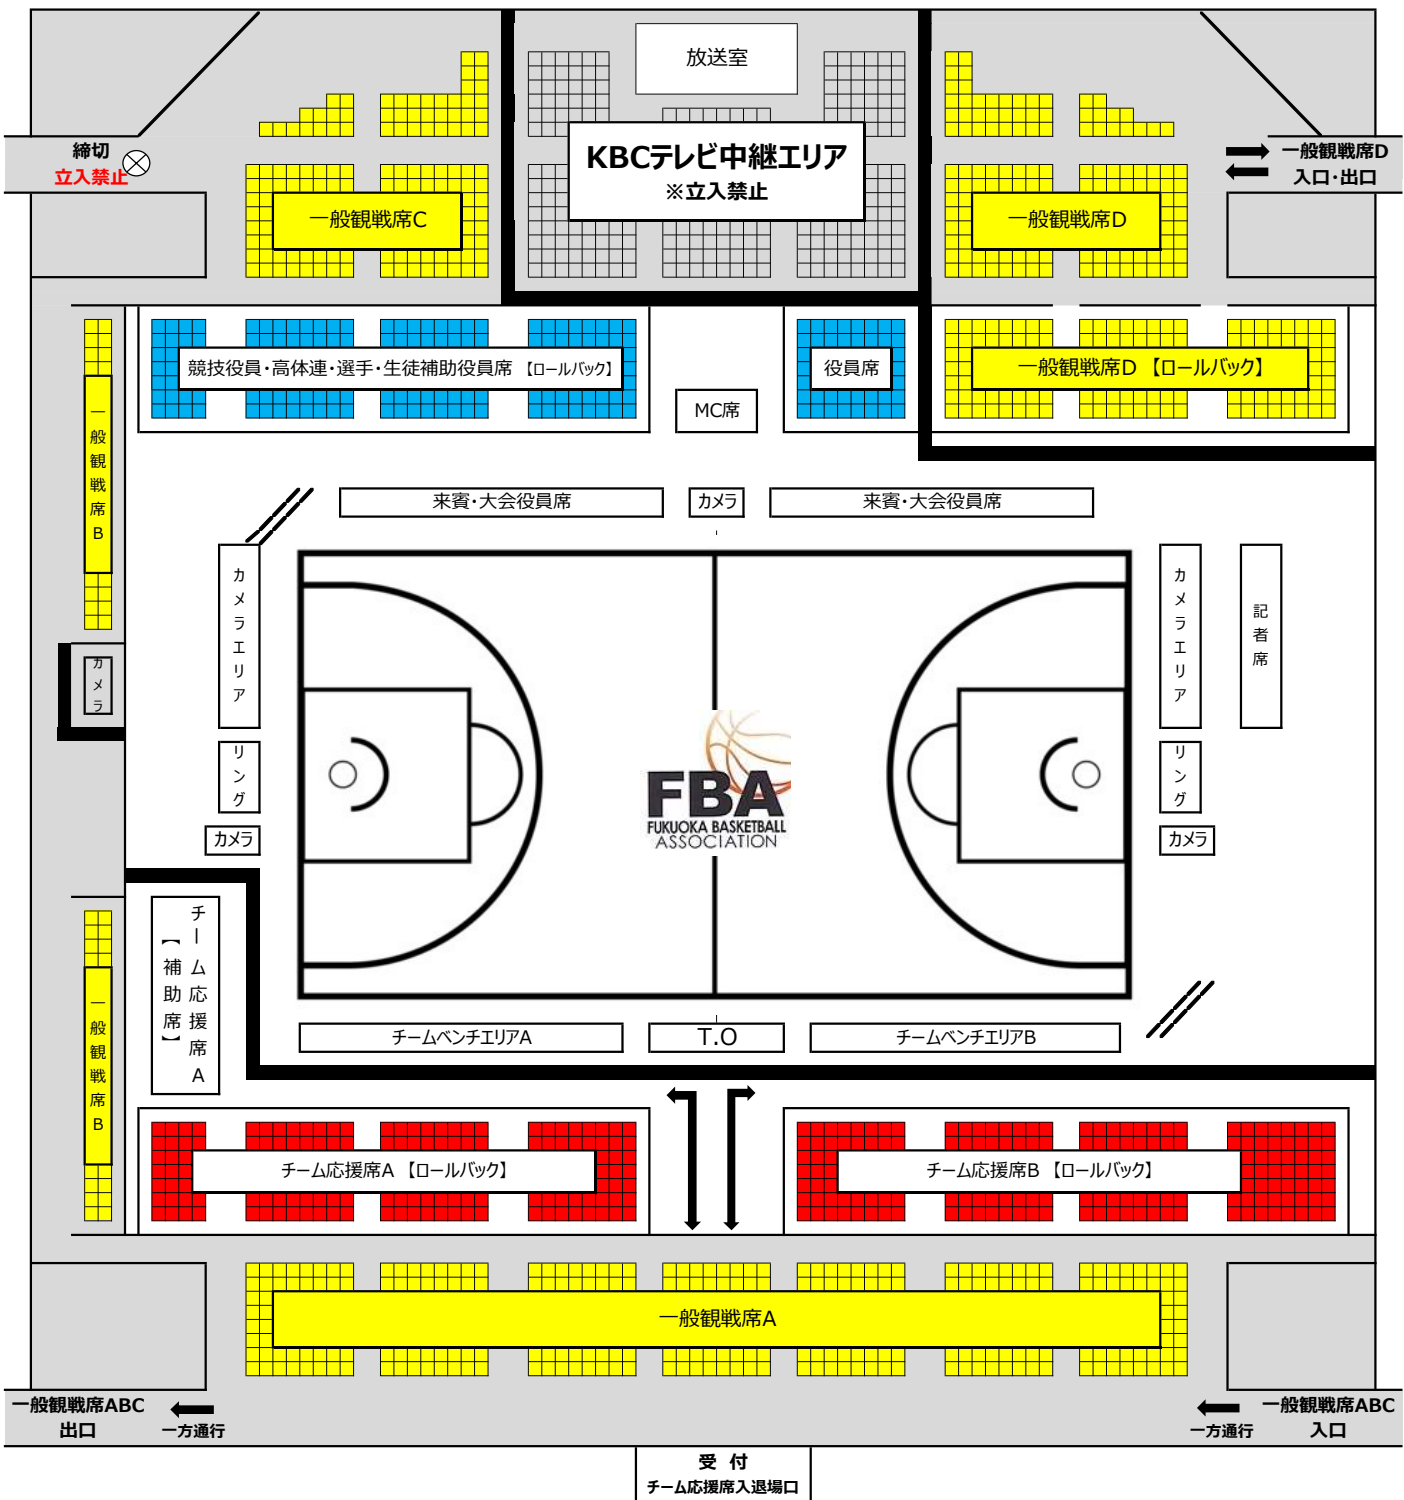 放送室
KBCテレビ中継エリア
※立入禁止
締切
立入禁止
一般観戦席D
入口・出口
一般観戦席C
一般観戦席D
競技役員・高体連・選手・生徒補助役員席 【ロールバック】
役員席
一般観戦席D 【ロールバック】
MC席
一般観戦席B
来賓・大会役員席
カメラ
来賓・大会役員席
カメラエリア
カメラエリア
記者席
カメラ
リング
リング
カメラ
カメラ
FBA
FUKUOKA BASKETBALL
ASSOCIATION
チーム応援席A
【補助席】
一般観戦席B
チームベンチエリアA
T.O
チームベンチエリアB
チーム応援席A 【ロールバック】
チーム応援席B 【ロールバック】
一般観戦席A
一般観戦席ABC
出口
一方通行
一方通行
一般観戦席ABC
入口
受 付
チーム応援席入退場口